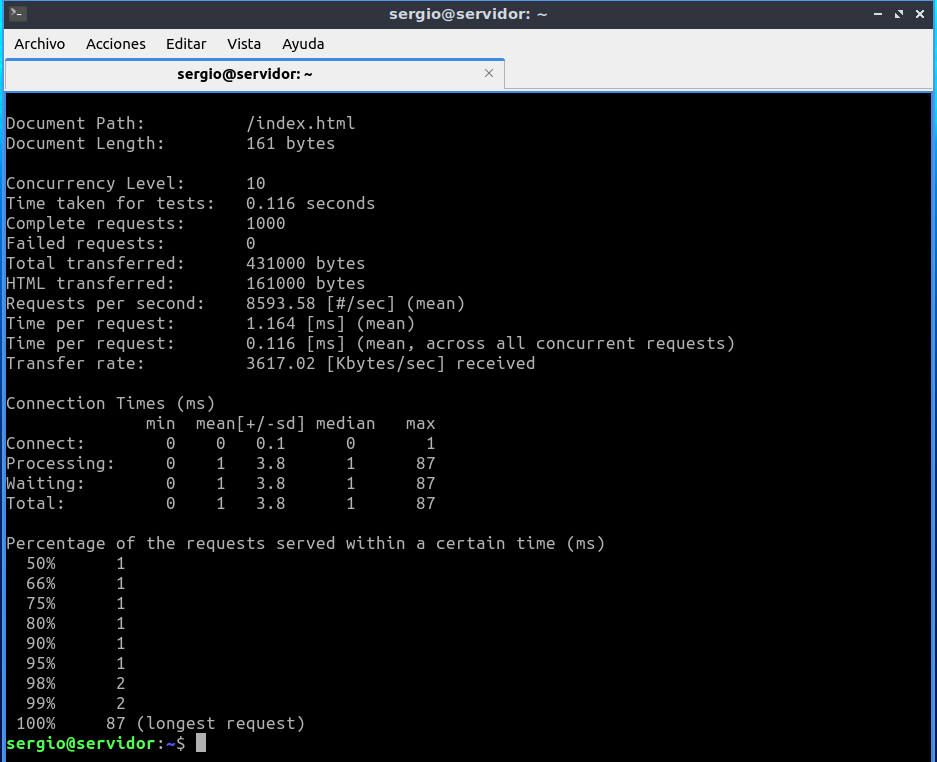 sergio@servidor: ~
Archivo Acciones Editar Vista Ayuda
sergio@servidor: ~
Document Path:          /index.html
Document Length:        161 bytes
Concurrency Level:      10
Time taken for tests:   0.116 seconds
Complete requests:      1000
Failed requests:        0
Total transferred:      431000 bytes
HTML transferred:       161000 bytes
Requests per second:    8593.58 [#/sec] (mean)
Time per request:       1.164 [ms] (mean)
Time per request:       0.116 [ms] (mean, across all concurrent requests)
Transfer rate:          3617.02 [Kbytes/sec] received
Connection Times (ms)
              min  mean[+/-sd] median   max
Connect:        0    0   0.1      0       1
Processing:     0    1   3.8      1      87
Waiting:        0    1   3.8      1      87
Total:          0    1   3.8      1      87
Percentage of the requests served within a certain time (ms)
  50%      1
  66%      1
  75%      1
  80%      1
  90%      1
  95%      1
  98%      2
  99%      2
 100%     87 (longest request)
sergio@servidor:~$